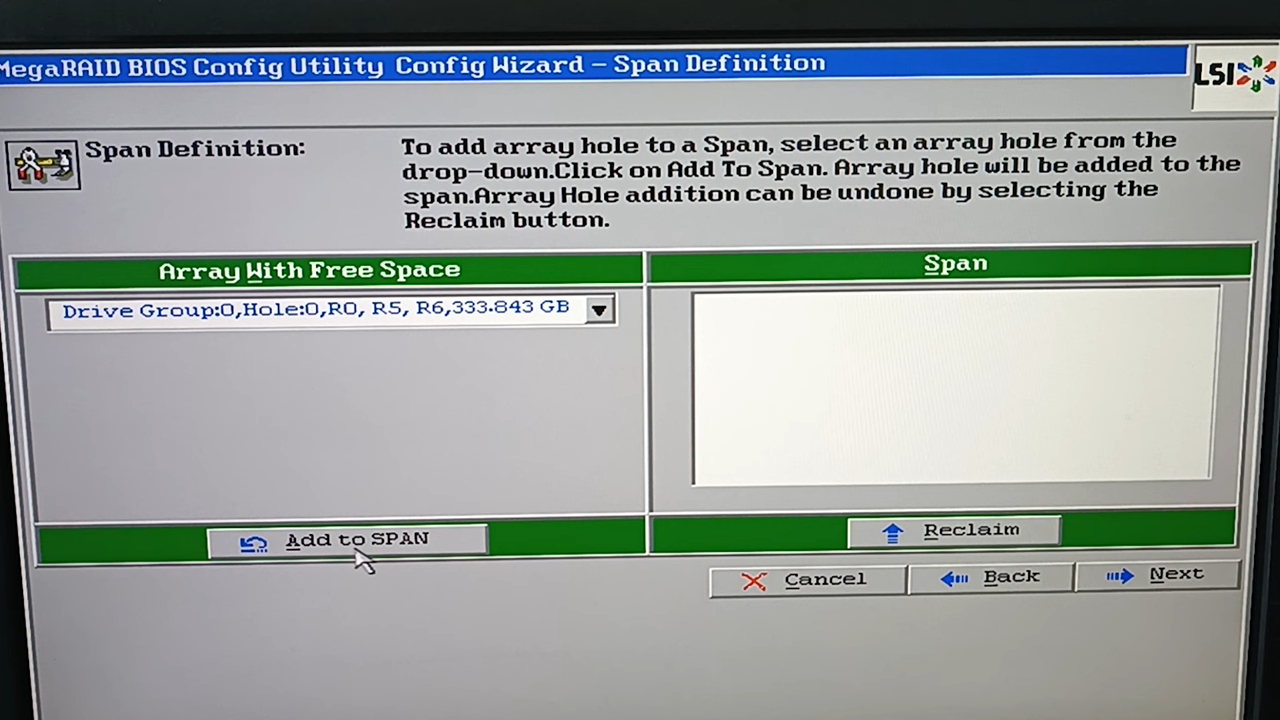 MegaRAID BIOS Config Utility Config Wizard – Span Definition
LSI
Span Definition:
To add array hole to a Span, select an array hole from the
drop-down.Click on Add To Span. Array hole will be added to the
span.Array Hole addition can be undone by selecting the
Reclaim button.
Array With Free Space
Span
Drive Group:0,Hole:0,R0, R5, R6,333.843 GB
Add to SPAN
Reclaim
Cancel
Back
Next